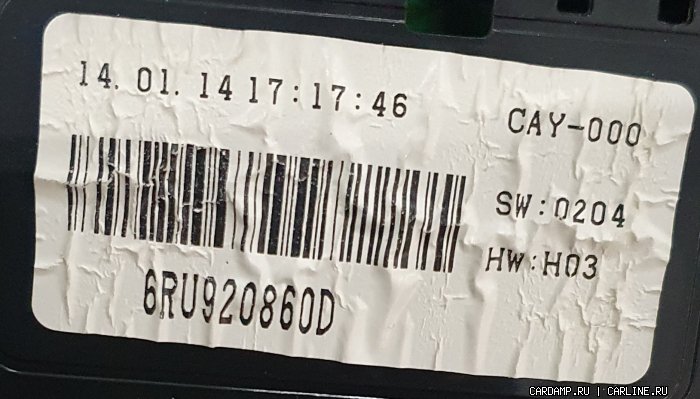 14. 01. 14 17:17:46
CAY-000
SW:0204
HW:H03
6RU920860D
CARDAMP.RU | CARLINE.RU